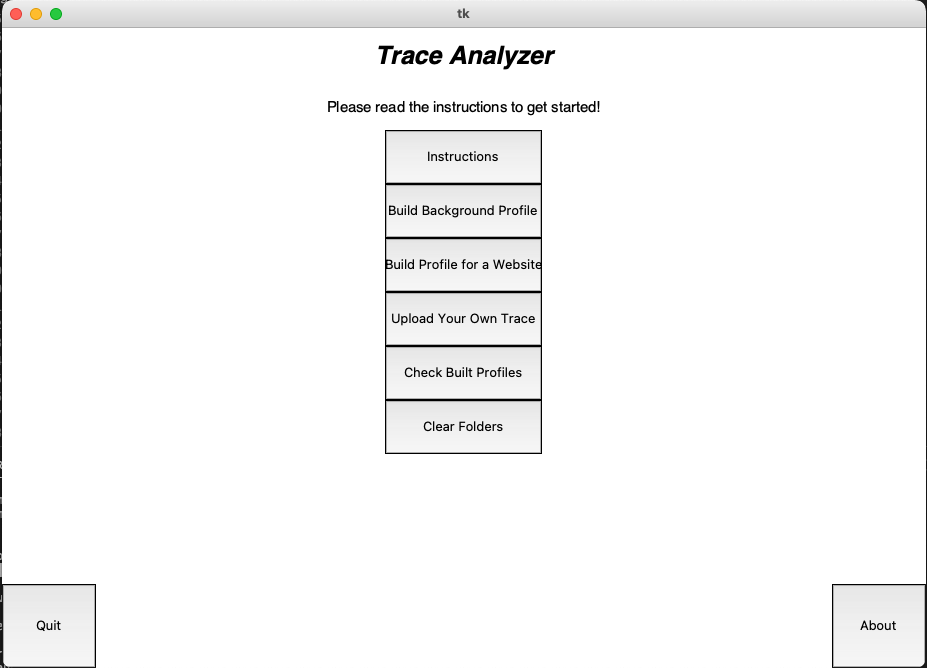 tk
Trace Analyzer
Please read the instructions to get started!
Instructions
Build Background Profile
Build Profile for a Website
Upload Your Own Trace
Check Built Profiles
Clear Folders
Quit
About